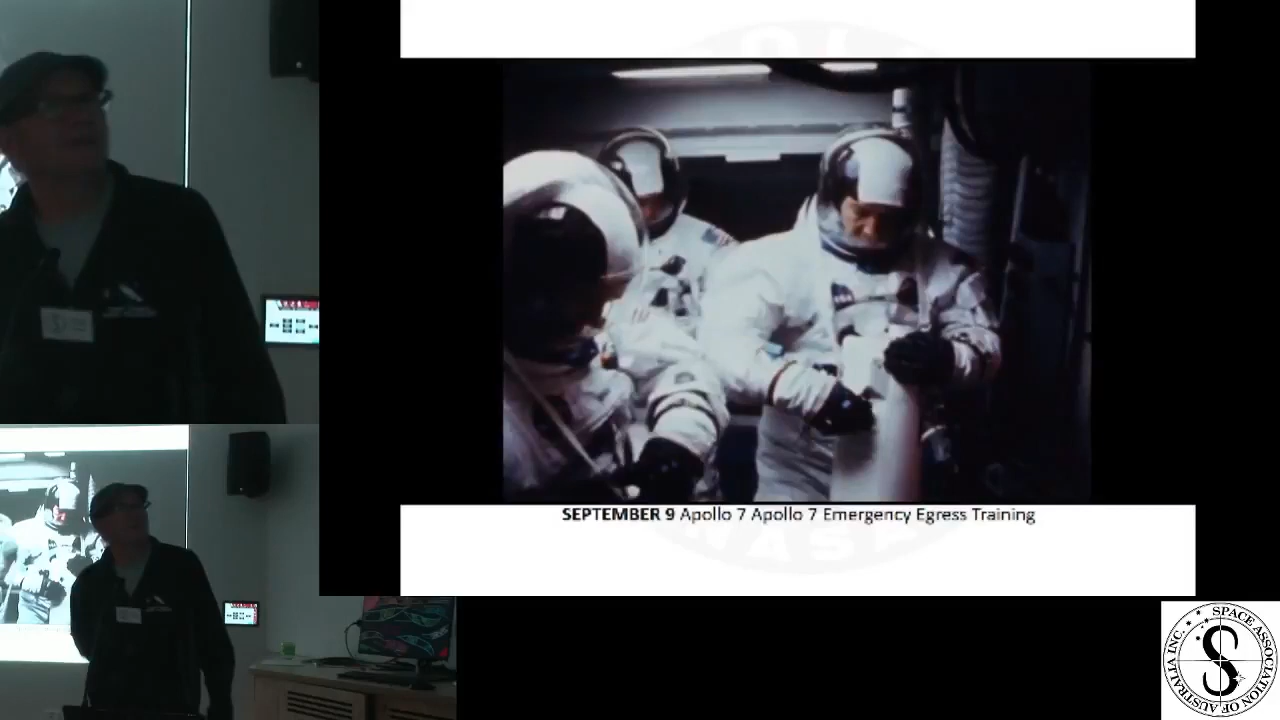 SEPTEMBER 9 Apollo 7 Apollo 7 Emergency Egress Training
SPACE ASSOCIATION
OF AUSTRALIA INC.
S